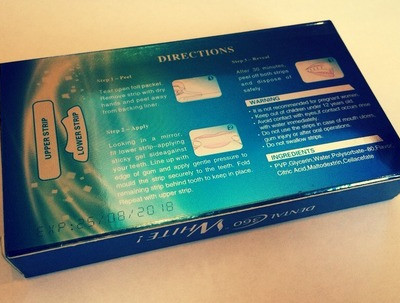 DIRECTIONS
Step 1 - Peel
Tear open foil packet.
Remove strip with dry
hands and peel away
from backing liner.
Step 2 - Apply
Looking in a mirror,
lower strip-applying
sticky gel side against
your teeth. Line up with
edge of gum and apply gentle pressure to
mould the strip securely to the teeth. Fold
remaining strip behind tooth to keep in place.
Repeat with upper strip.
UPPER STRIP
LOWER STRIP
Step 3 - Reveal
After 30 minutes,
peel off both strips
and dispose of
safely.
WARNING
- It is not recommended for pregnant women.
- Keep out of children under 12 years old.
- Avoid contact with eyes, if contact occurs rinse
with water immediately.
- Do not use the strips in case of mouth ulcers,
gum injury or after oral operations.
- Do not swallow strips.
INGREDIENTS
- PVP, Glycerin, Water, Polysorbate-80, Flavor
Citric Acid, Maltodextrin, Cellacefate
EXP:26/08/2018
DENTAL 360 WHITE!